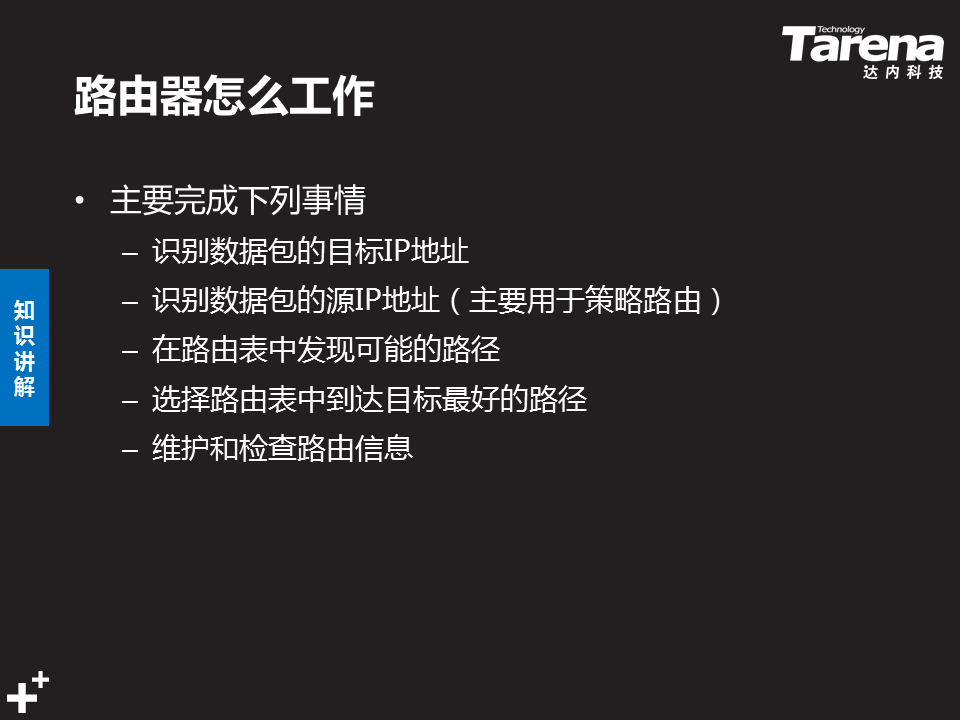 Technology
Tarena
达内科技
路由器怎么工作
• 主要完成下列事情
– 识别数据包的目标IP地址
– 识别数据包的源IP地址（主要用于策略路由）
– 在路由表中发现可能的路径
– 选择路由表中到达目标最好的路径
– 维护和检查路由信息
知
识
讲
解